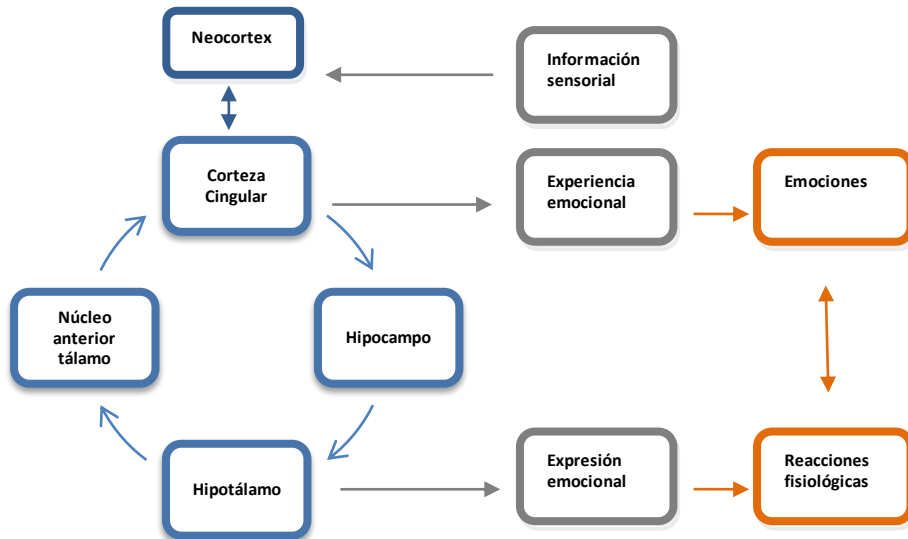 Neocortex
Información
sensorial
Corteza
Cingular
Experiencia
emocional
Emociones
Núcleo
anterior
tálamo
Hipocampo
Hipotálamo
Expresión
emocional
Reacciones
fisiológicas